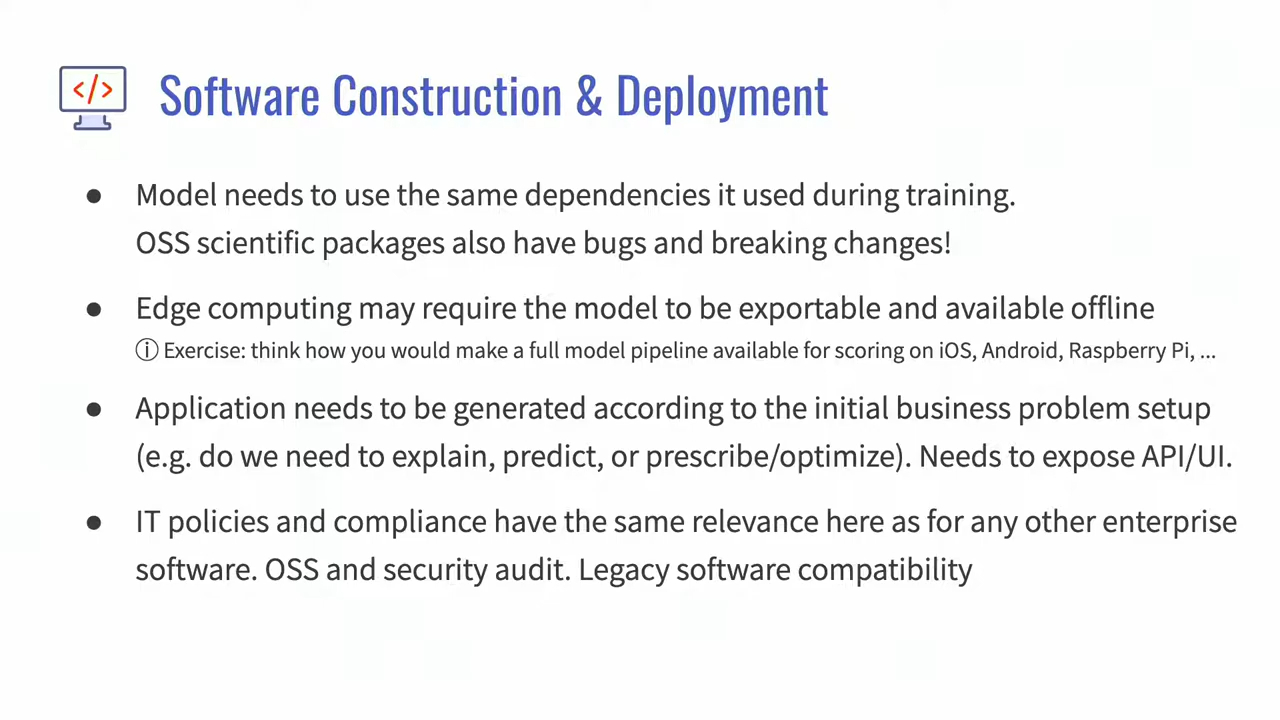 </>
Software Construction & Deployment
● Model needs to use the same dependencies it used during training.
OSS scientific packages also have bugs and breaking changes!
● Edge computing may require the model to be exportable and available offline
ⓘ Exercise: think how you would make a full model pipeline available for scoring on iOS, Android, Raspberry Pi, ...
● Application needs to be generated according to the initial business problem setup
(e.g. do we need to explain, predict, or prescribe/optimize). Needs to expose API/UI.
● IT policies and compliance have the same relevance here as for any other enterprise
software. OSS and security audit. Legacy software compatibility